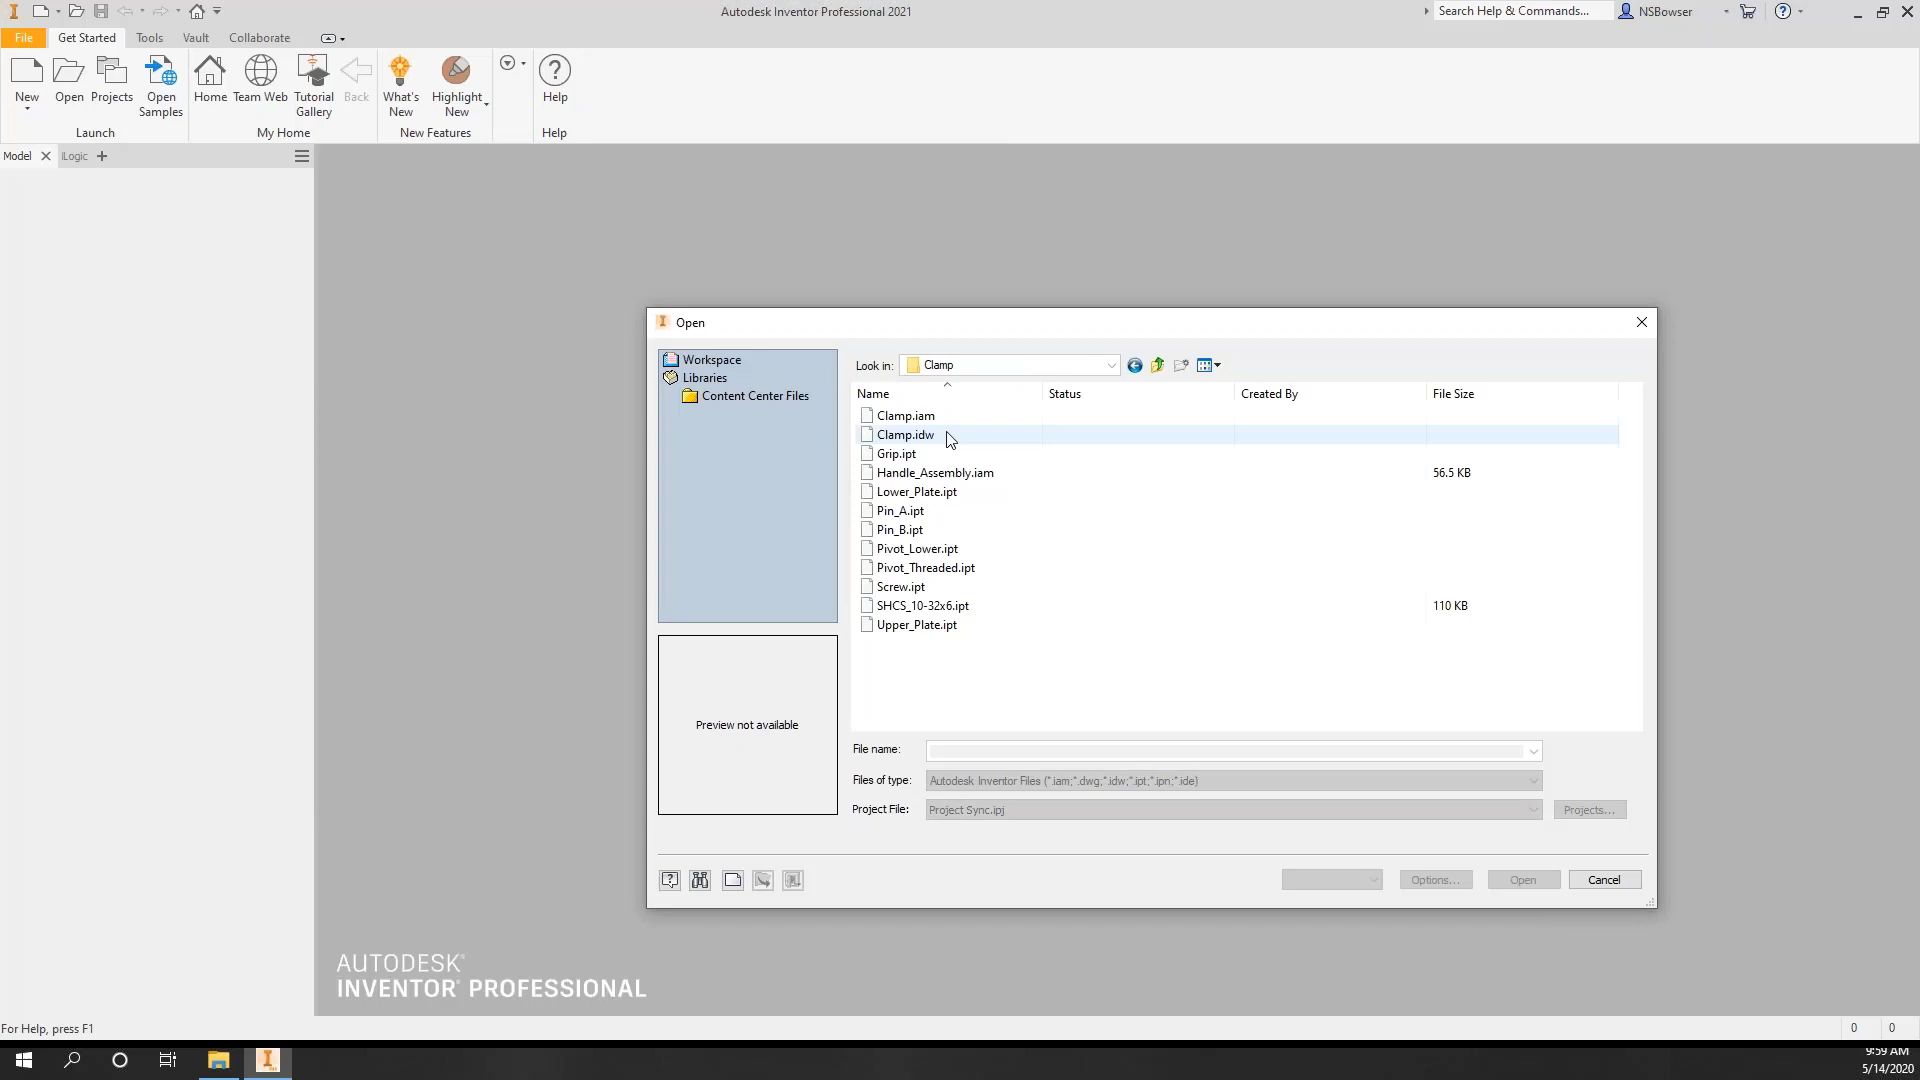 Autodesk Inventor Professional 2021
Search Help & Commands...
NSBowser
File
Get Started
Tools
Vault
Collaborate
New
Open
Projects
Open Samples
Home
Team Web
Tutorial Gallery
Back
What's New
Highlight New
Help
Launch
My Home
New Features
Help
Model
iLogic
Open
Workspace
Libraries
Content Center Files
Look in:
Clamp
Name
Status
Created By
File Size
Clamp.iam
Clamp.idw
Grip.ipt
Handle_Assembly.iam
56.5 KB
Lower_Plate.ipt
Pin_A.ipt
Pin_B.ipt
Pivot_Lower.ipt
Pivot_Threaded.ipt
Screw.ipt
SHCS_10-32x6.ipt
110 KB
Upper_Plate.ipt
Preview not available
File name:
Files of type:
Autodesk Inventor Files (*.iam;*.dwg;*.idw;*.ipt;*.ipn;*.ide)
Project File:
Project Sync.ipj
Projects...
Options...
Open
Cancel
AUTODESK®
INVENTOR® PROFESSIONAL
For Help, press F1
0
0
9:59 AM
5/14/2020